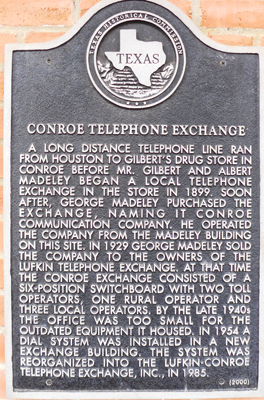 TEXAS HISTORICAL COMMISSION
TEXAS
CONROE TELEPHONE EXCHANGE
A LONG DISTANCE TELEPHONE LINE RAN
FROM HOUSTON TO GILBERT'S DRUG STORE IN
CONROE BEFORE MR. GILBERT AND ALBERT
MADELEY BEGAN A LOCAL TELEPHONE
EXCHANGE IN THE STORE IN 1899. SOON
AFTER, GEORGE MADELEY PURCHASED THE
EXCHANGE, NAMING IT CONROE
COMMUNICATION COMPANY. HE OPERATED
THE COMPANY FROM THE MADELEY BUILDING
ON THIS SITE. IN 1929 GEORGE MADELEY SOLD
THE COMPANY TO THE OWNERS OF THE
LUFKIN TELEPHONE EXCHANGE. AT THAT TIME
THE CONROE EXCHANGE CONSISTED OF A
SIX-POSITION SWITCHBOARD WITH TWO TOLL
OPERATORS, ONE RURAL OPERATOR AND
THREE LOCAL OPERATORS. BY THE LATE 1940s
THE OFFICE WAS TOO SMALL FOR THE
OUTDATED EQUIPMENT IT HOUSED. IN 1954 A
DIAL SYSTEM WAS INSTALLED IN A NEW
EXCHANGE BUILDING. THE SYSTEM WAS
REORGANIZED INTO THE LUFKIN-CONROE
TELEPHONE EXCHANGE, INC., IN 1985.
(2000)